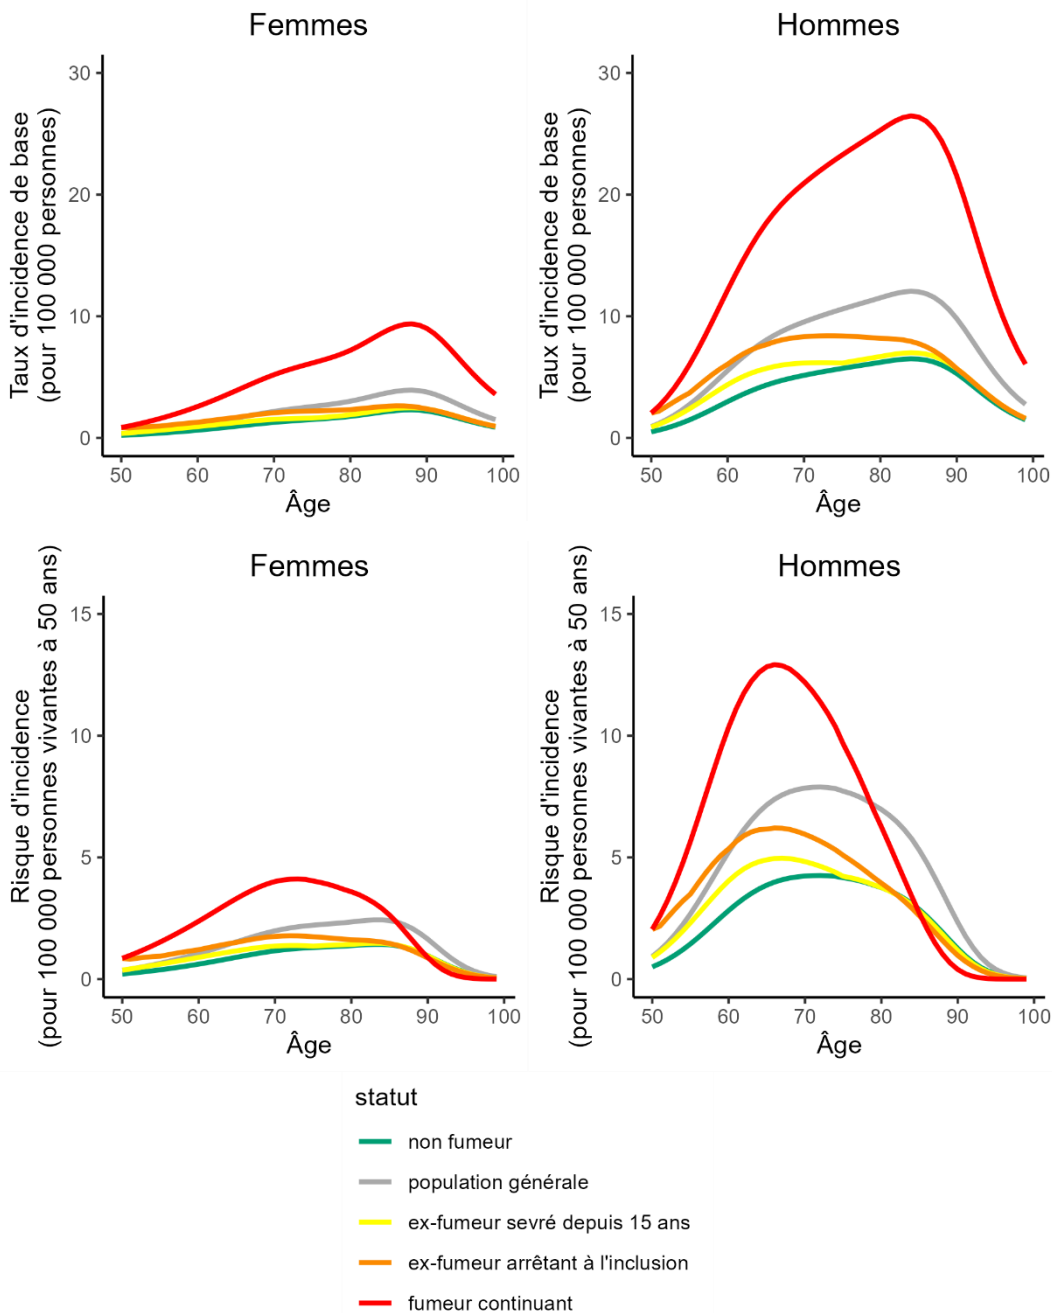 Femmes
Hommes
Taux d'incidence de base
(pour 100 000 personnes)
30
20
10
0
50 60 70 80 90 100
Âge
Taux d'incidence de base
(pour 100 000 personnes)
30
20
10
0
50 60 70 80 90 100
Âge
Femmes
Hommes
Risque d'incidence
(pour 100 000 personnes vivantes à 50 ans)
15
10
5
0
50 60 70 80 90 100
Âge
Risque d'incidence
(pour 100 000 personnes vivantes à 50 ans)
15
10
5
0
50 60 70 80 90 100
Âge
statut
non fumeur
population générale
ex-fumeur sevré depuis 15 ans
ex-fumeur arrêtant à l'inclusion
fumeur continuant